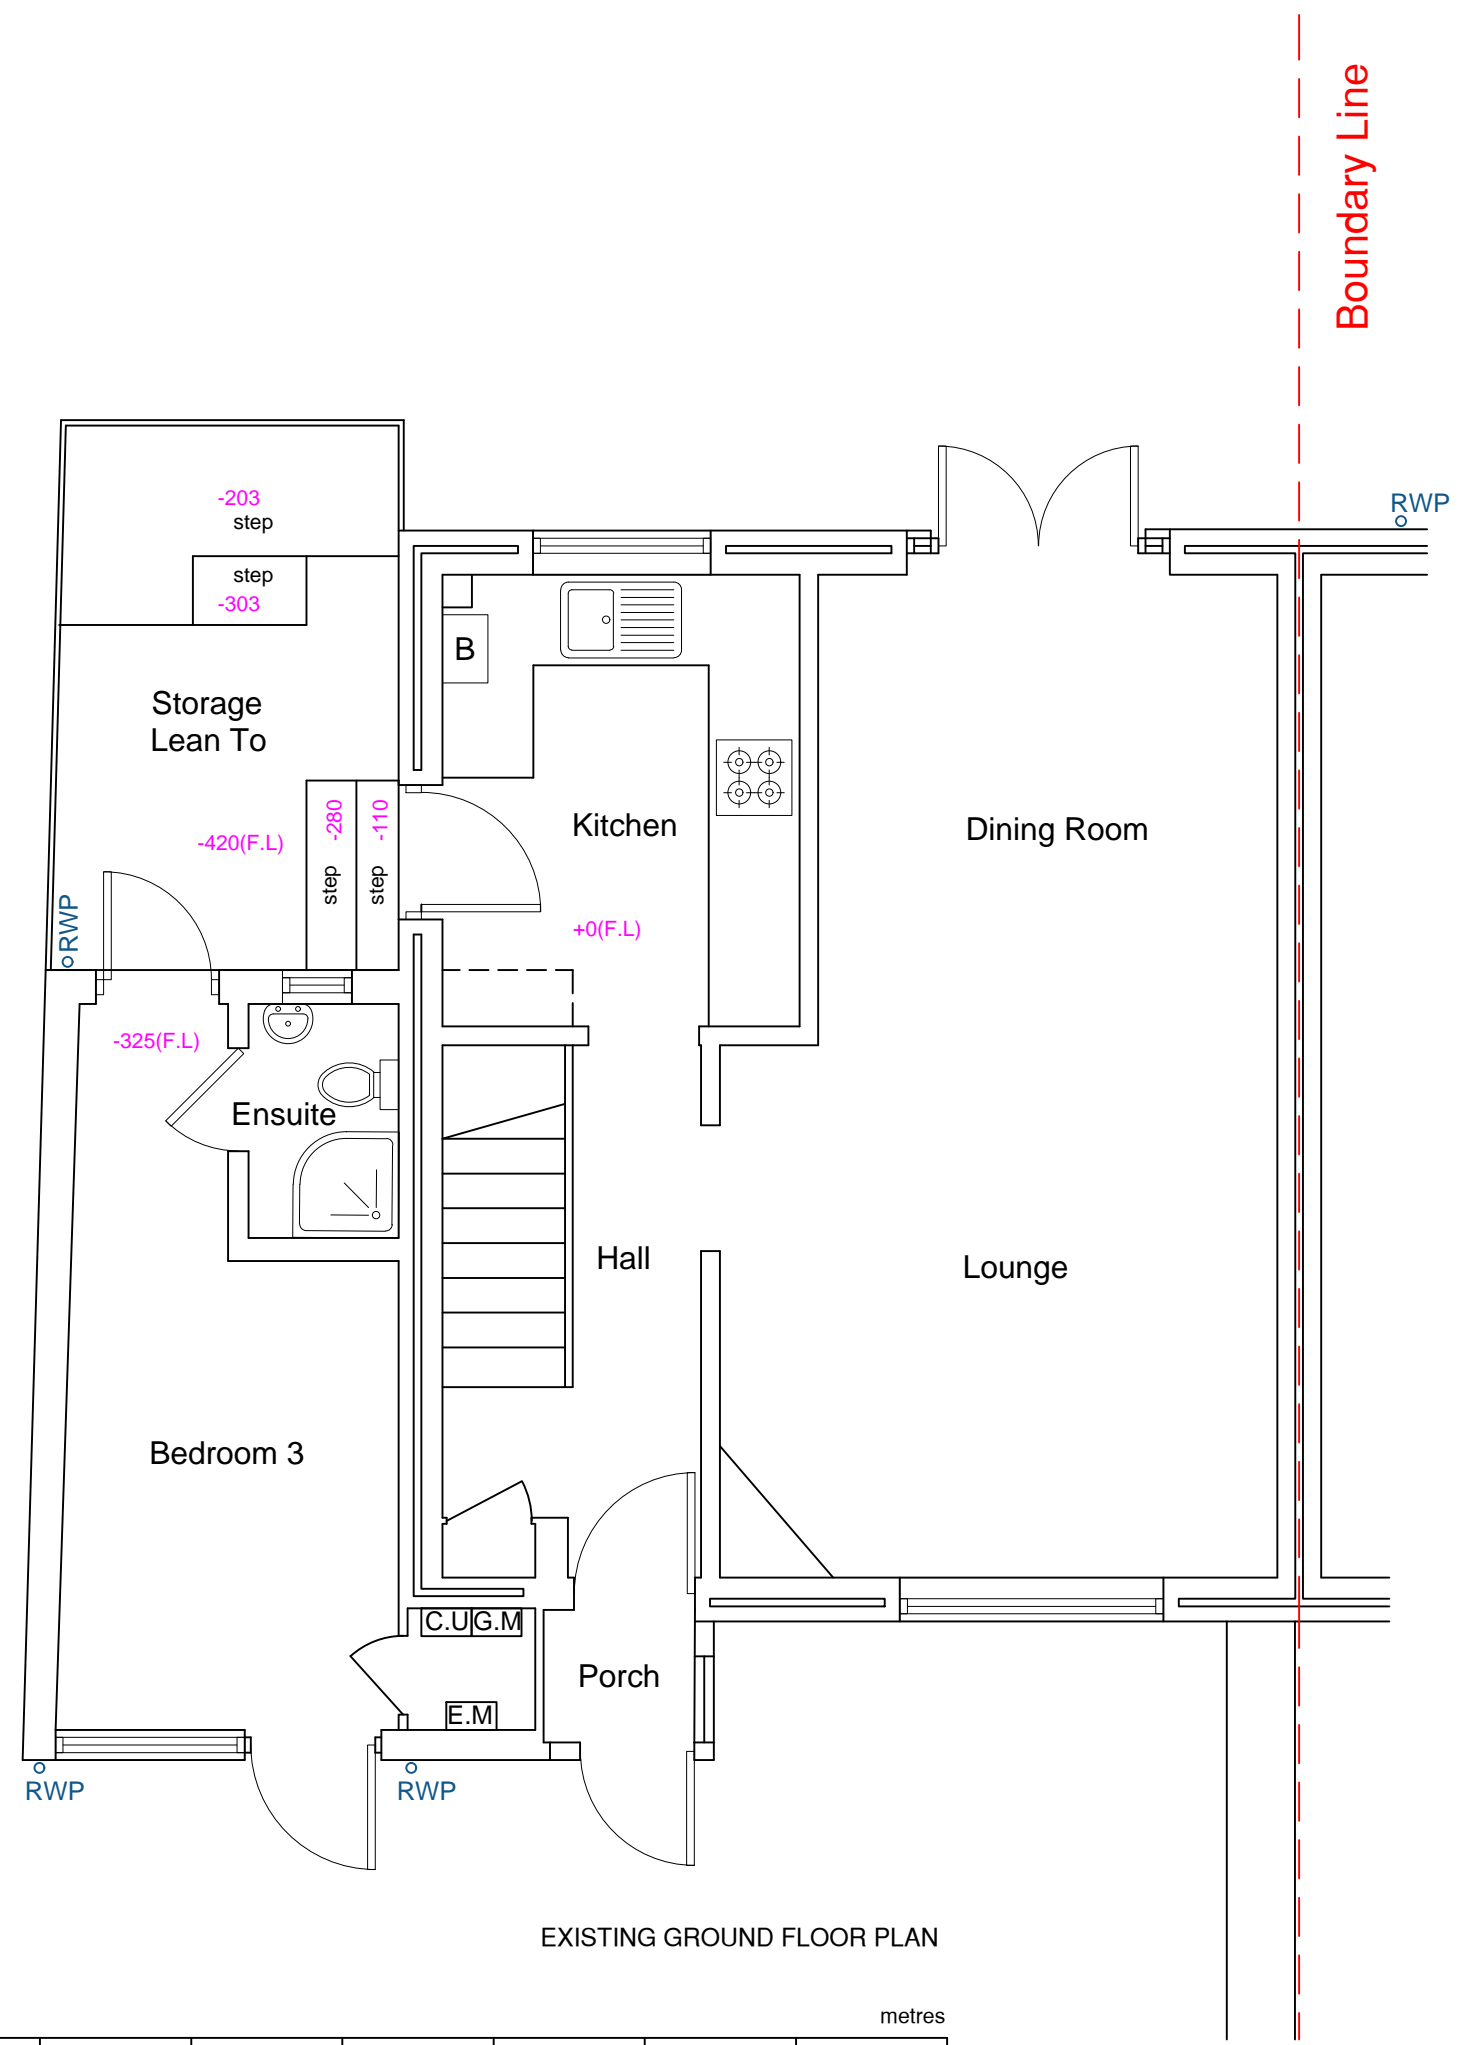 Boundary Line
RWP
-203
step
step
-303
B
Storage
Lean To
-280
-110
Kitchen
Dining Room
-420(F.L)
step
step
RWP
+0(F.L)
-325(F.L)
Ensuite
Hall
Lounge
Bedroom 3
C.U
G.M
Porch
E.M
RWP
RWP
EXISTING GROUND FLOOR PLAN
metres